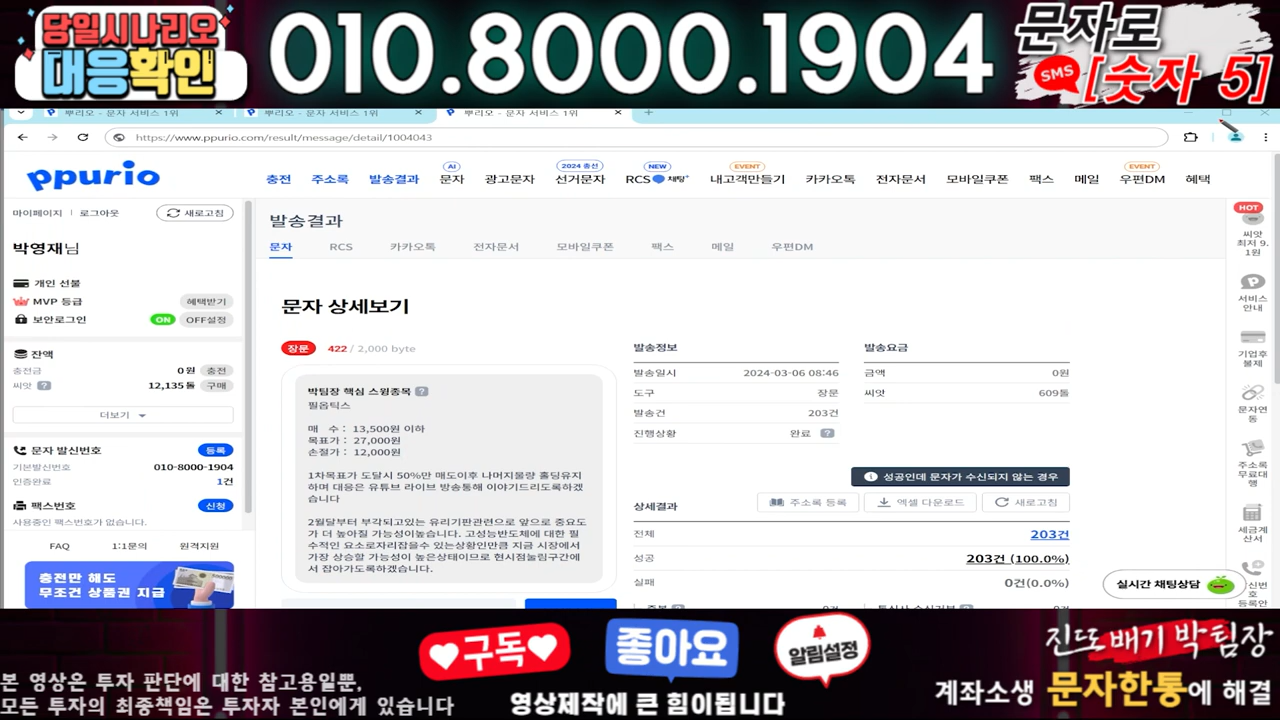 당일시나리오
대응확인
010.8000.1904
문자로
SMS
[숫자 5]
뿌리오 - 문자 서비스 1위
뿌리오 - 문자 서비스 1위
뿌리오 - 문자 서비스 1위
https://www.ppurio.com/result/message/detail/1004043
ppurio
AI
2024 총선
NEW
EVENT
EVENT
충전 주소록 발송결과 문자 광고문자 선거문자 RCS 채팅+ 내고객만들기 카카오톡 전자문서 모바일쿠폰 팩스 메일 우편DM 혜택
마이페이지 | 로그아웃 새로고침
박영재님
개인 선불
MVP 등급 혜택받기
보안로그인 ON OFF설정
잔액
충전금 0원 충전
씨앗 ? 12,135톨 구매
더보기
문자 발신번호 등록
기본발신번호 010-8000-1904
인증완료 1건
팩스번호 신청
사용중인 팩스번호가 없습니다.
FAQ 1:1문의 원격지원
충전만 해도
무조건 상품권 지급
발송결과
문자 RCS 카카오톡 전자문서 모바일쿠폰 팩스 메일 우편DM
문자 상세보기
장문 422 / 2,000 byte
박팀장 핵심 스윙종목 ?
필옵틱스
매 수 : 13,500원 이하
목표가 : 27,000원
손절가 : 12,000원
1차목표가 도달시 50%만 매도이후 나머지물량 홀딩유지
하며 대응은 유튜브 라이브 방송통해 이야기드리도록하겠
습니다
2월달부터 부각되고있는 유리기판관련으로 앞으로 중요도
가 더 높아질 가능성이높습니다. 고성능반도체에 대한 필
수적인 요소로자리잡을수 있는상황인만큼 지금 시장에서
가장 상승할 가능성이 높은상태이므로 현시점눌림구간에
서 잡아가도록하겠습니다.
발송정보
발송일시 2024-03-06 08:46
도구 장문
발송건 203건
진행상황 완료 ?
발송요금
금액 0원
씨앗 609톨
성공인데 문자가 수신되지 않는 경우
상세결과 주소록 등록 엑셀 다운로드 새로고침
전체 203건
성공 203건 (100.0%)
실패 0건(0.0%)
HOT
씨앗
최저 9.
1원
서비스
안내
기업후
불제
문자연
동
주소록
무료대
행
세금계
산서
신번
호
등록안
실시간 채팅상담
본 영상은 투자 판단에 대한 참고용일뿐,
모든 투자의 최종책임은 투자자 본인에게 있습니다
구독
좋아요
알림설정
영상제작에 큰 힘이됩니다
진또배기 박팀장
계좌소생 문자한통에 해결